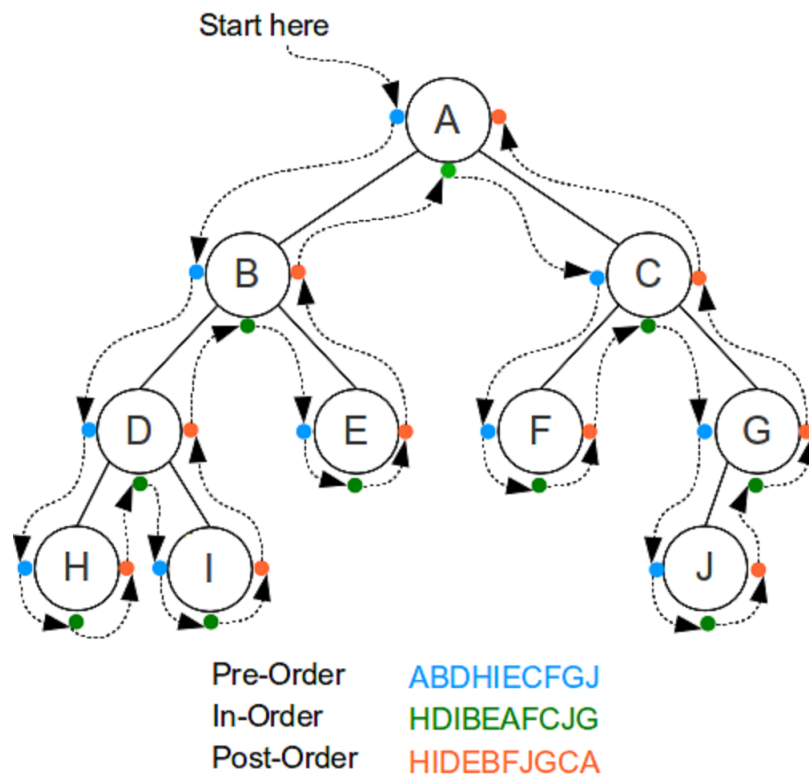 Start here
A
B C
D E F G
H I J
Pre-Order ABDHIECFGJ
In-Order HDIBEAFCJG
Post-Order HIDEBFJGCA